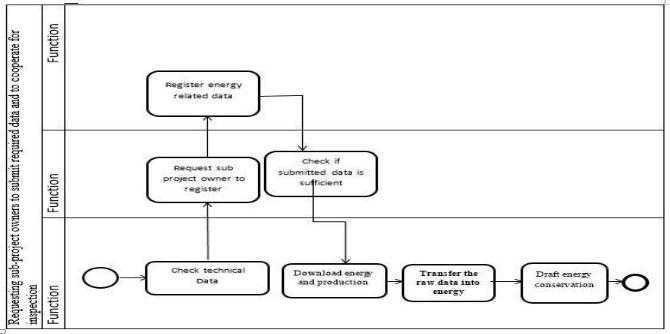 Requesting sub-project owners to submit required data and to cooperate for
inspection
Function
Register energy
related data
Function
Request sub
project owner to
register
Check if
submitted data is
sufficient
Function
Check technical
Data
Download energy
and production
Transfer the
raw data into
energy
Draft energy
conservation